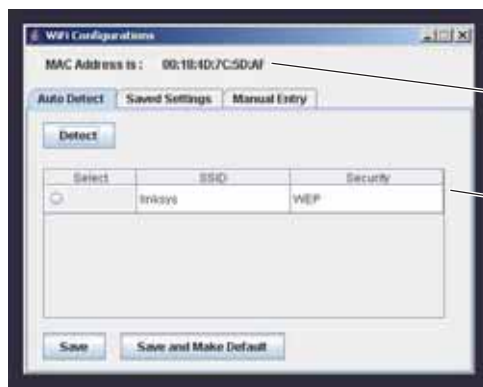 WiFi Configurations
MAC Address is : 00:18:4D:7C:5D:AF
Auto Detect Saved Settings Manual Entry
Detect
Select SSID Security
linksys WEP
Save Save and Make Default